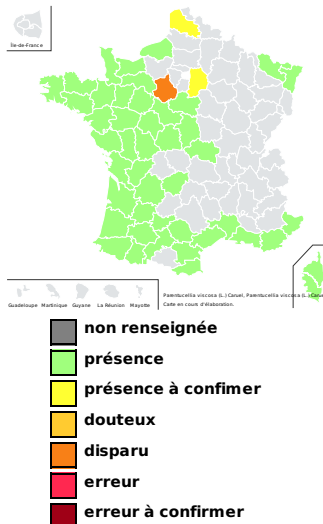 Île-de-France
Guadeloupe Martinique Guyane La Réunion Mayotte
Parentucellia viscosa (L.) Caruel, Parentucellia viscosa (L.) Caruel
Carte en cours d'élaboration.
non renseignée
présence
présence à confimer
douteux
disparu
erreur
erreur à confirmer